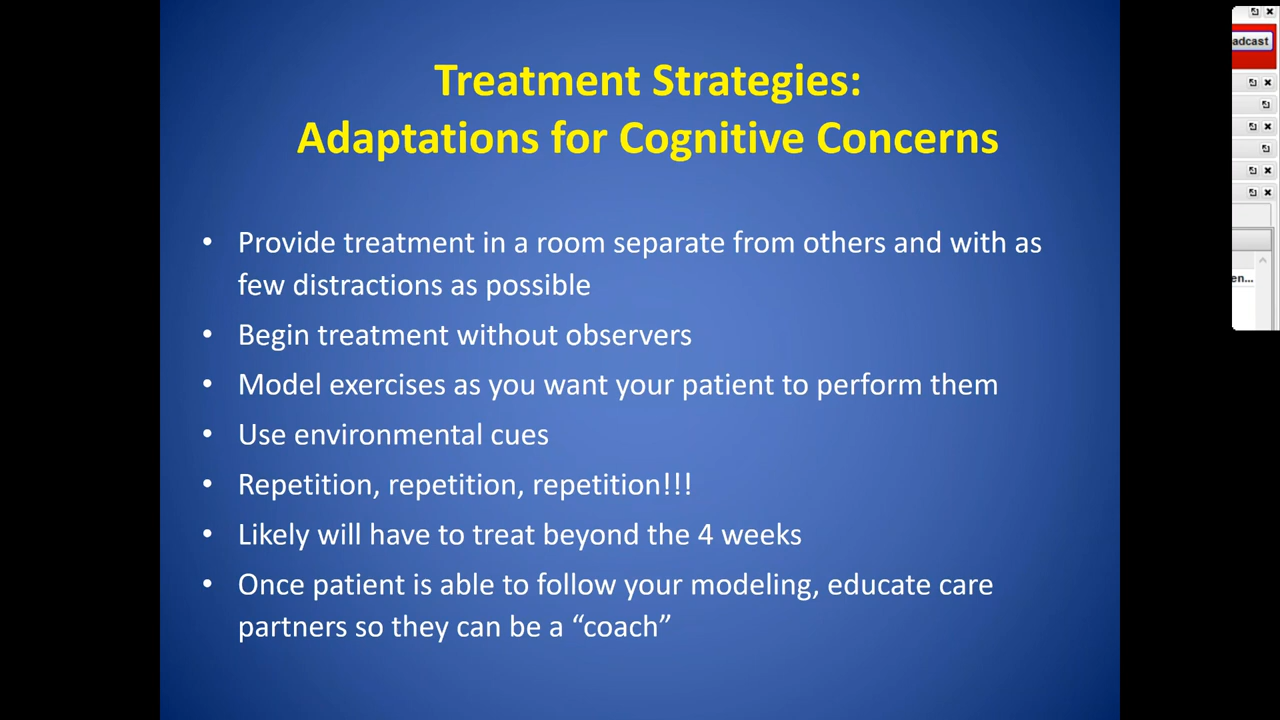 Treatment Strategies:
Adaptations for Cognitive Concerns
• Provide treatment in a room separate from others and with as
few distractions as possible
• Begin treatment without observers
• Model exercises as you want your patient to perform them
• Use environmental cues
• Repetition, repetition, repetition!!!
• Likely will have to treat beyond the 4 weeks
• Once patient is able to follow your modeling, educate care
partners so they can be a “coach”
adcast
en...